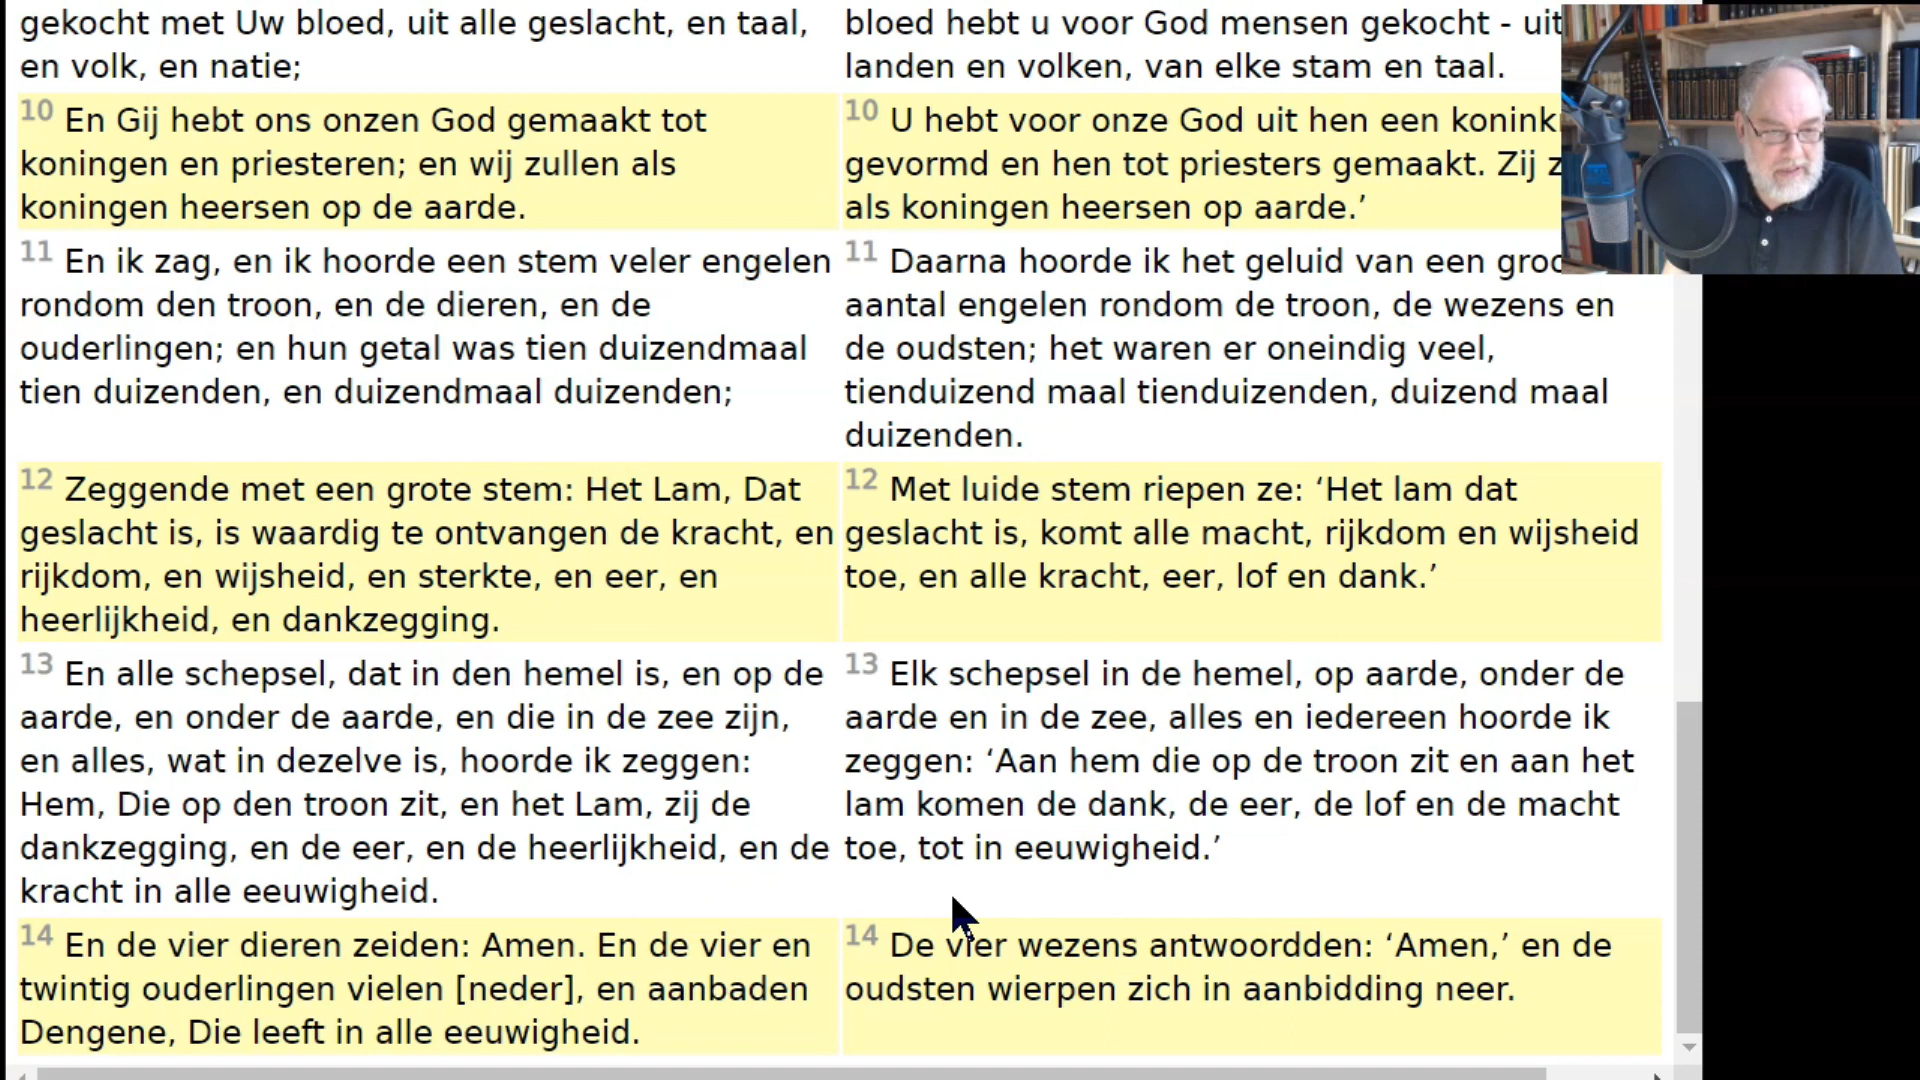 gekocht met Uw bloed, uit alle geslacht, en taal,
en volk, en natie;
10 En Gij hebt ons onzen God gemaakt tot
koningen en priesteren; en wij zullen als
koningen heersen op de aarde.
11 En ik zag, en ik hoorde een stem veler engelen
rondom den troon, en de dieren, en de
ouderlingen; en hun getal was tien duizendmaal
tien duizenden, en duizendmaal duizenden;
12 Zeggende met een grote stem: Het Lam, Dat
geslacht is, is waardig te ontvangen de kracht, en
rijkdom, en wijsheid, en sterkte, en eer, en
heerlijkheid, en dankzegging.
13 En alle schepsel, dat in den hemel is, en op de
aarde, en onder de aarde, en die in de zee zijn,
en alles, wat in dezelve is, hoorde ik zeggen:
Hem, Die op den troon zit, en het Lam, zij de
dankzegging, en de eer, en de heerlijkheid, en de
kracht in alle eeuwigheid.
14 En de vier dieren zeiden: Amen. En de vier en
twintig ouderlingen vielen [neder], en aanbaden
Dengene, Die leeft in alle eeuwigheid.
bloed hebt u voor God mensen gekocht - uit
landen en volken, van elke stam en taal.
10 U hebt voor onze God uit hen een
gevormd en hen tot priesters gemaakt. Zij
als koningen heersen op aarde.’
11 Daarna hoorde ik het geluid van een
aantal engelen rondom de troon, de wezens en
de oudsten; het waren er oneindig veel,
tienduizend maal tienduizenden, duizend maal
duizenden.
12 Met luide stem riepen ze: ‘Het lam dat
geslacht is, komt alle macht, rijkdom en wijsheid
toe, en alle kracht, eer, lof en dank.’
13 Elk schepsel in de hemel, op aarde, onder de
aarde en in de zee, alles en iedereen hoorde ik
zeggen: ‘Aan hem die op de troon zit en aan het
lam komen de dank, de eer, de lof en de macht
toe, tot in eeuwigheid.’
14 De vier wezens antwoordden: ‘Amen,’ en de
oudsten wierpen zich in aanbidding neer.